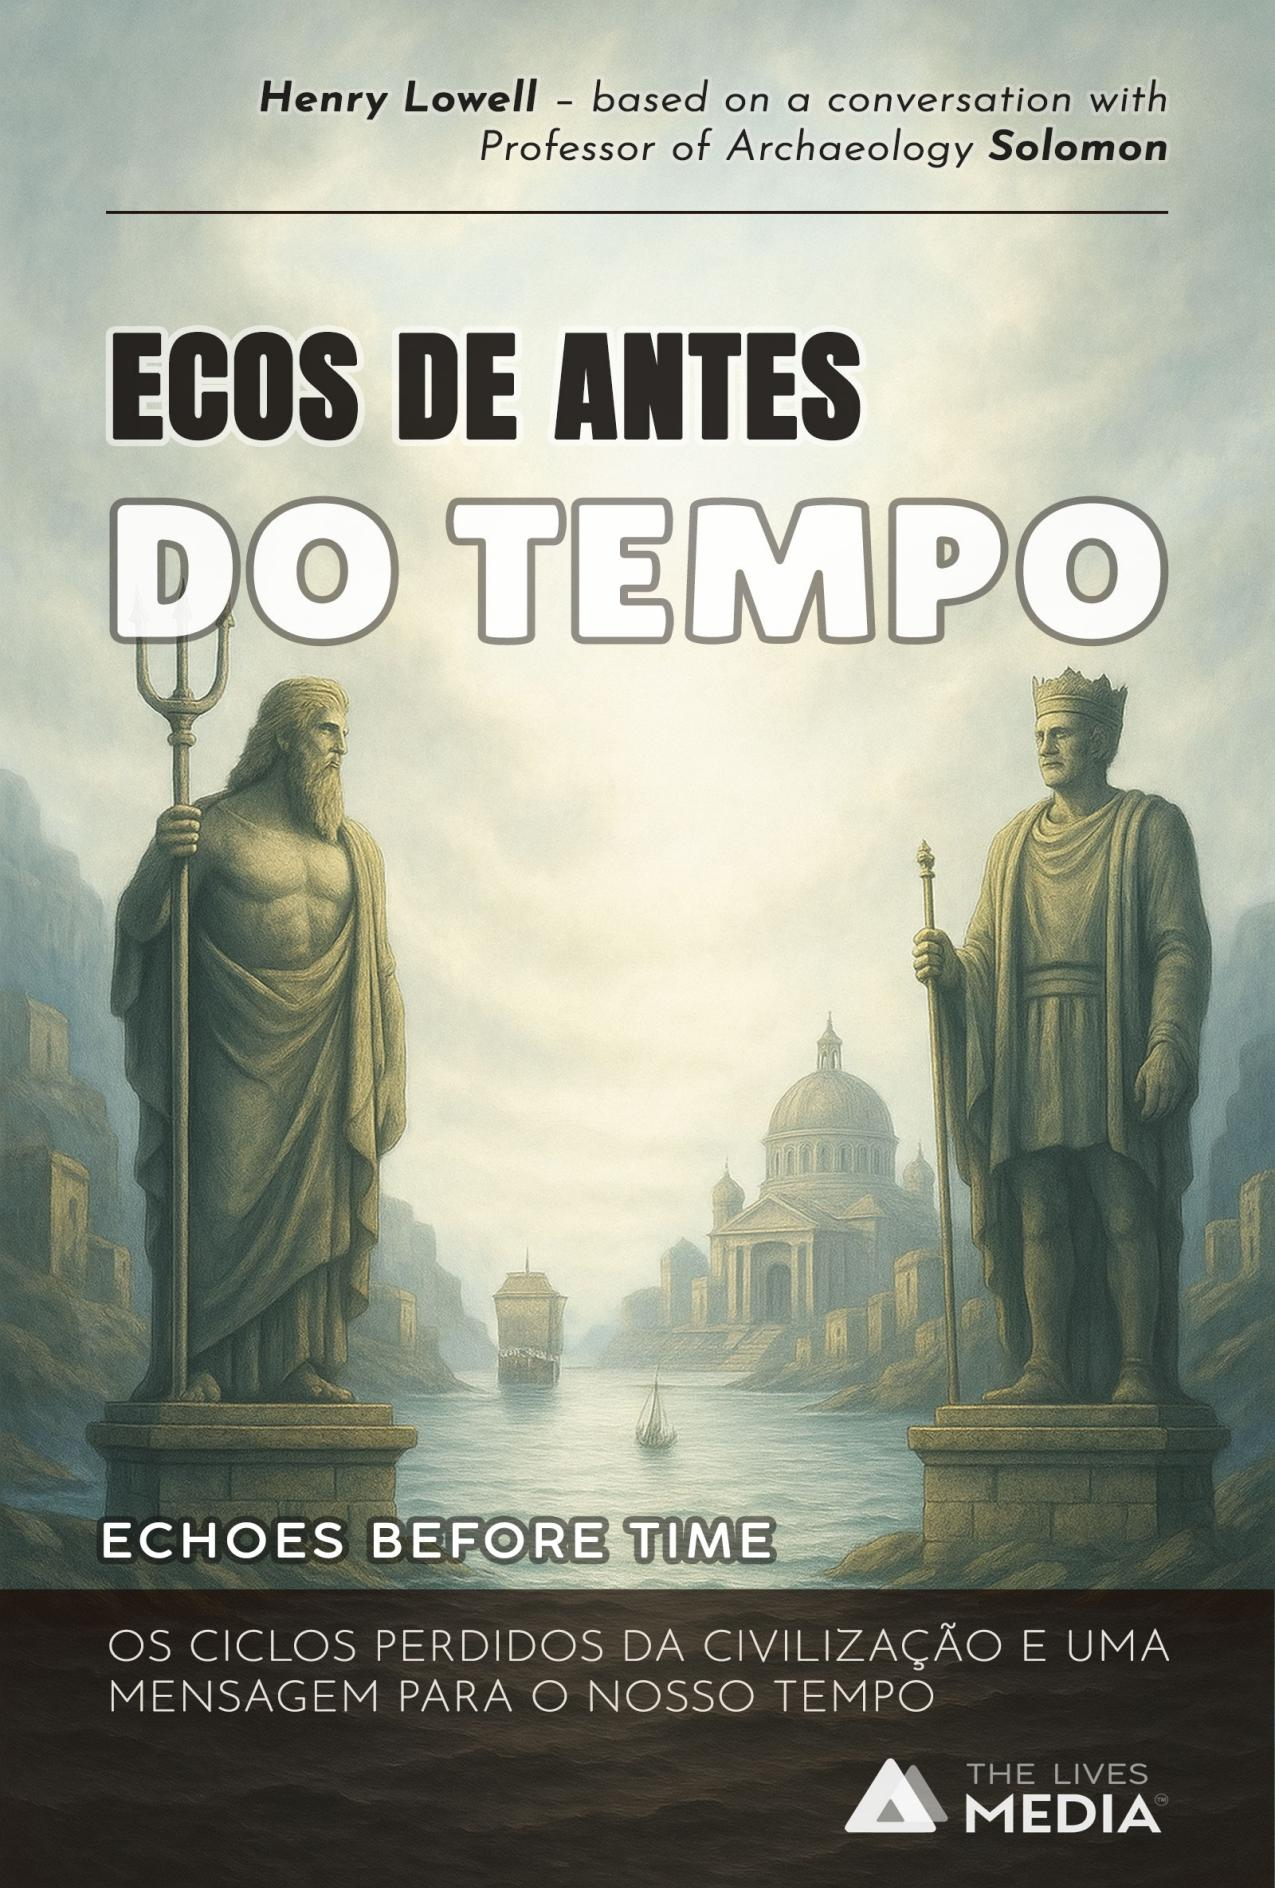 Henry Lowell – based on a conversation with
Professor of Archaeology Solomon
ECOS DE ANTES
DO TEMPO
ECHOES BEFORE TIME
OS CICLOS PERDIDOS DA CIVILIZAÇÃO E UMA
MENSAGEM PARA O NOSSO TEMPO
THE LIVES
MEDIA™